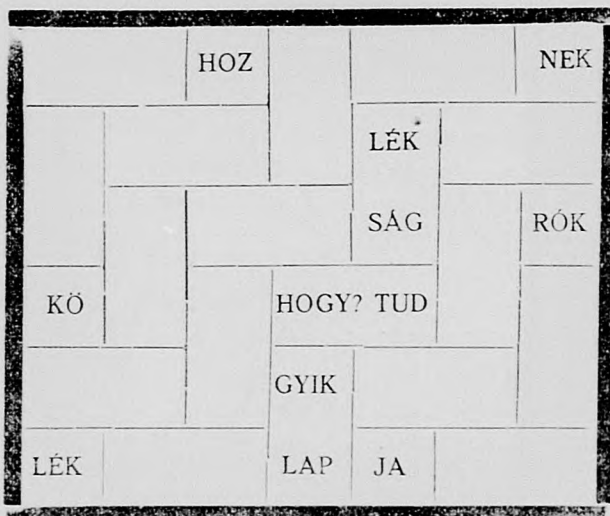 HOZ NEK
LÉK
SÁG RÓK
KÖ HOGY? TUD
GYIK
LÉK LAP JA